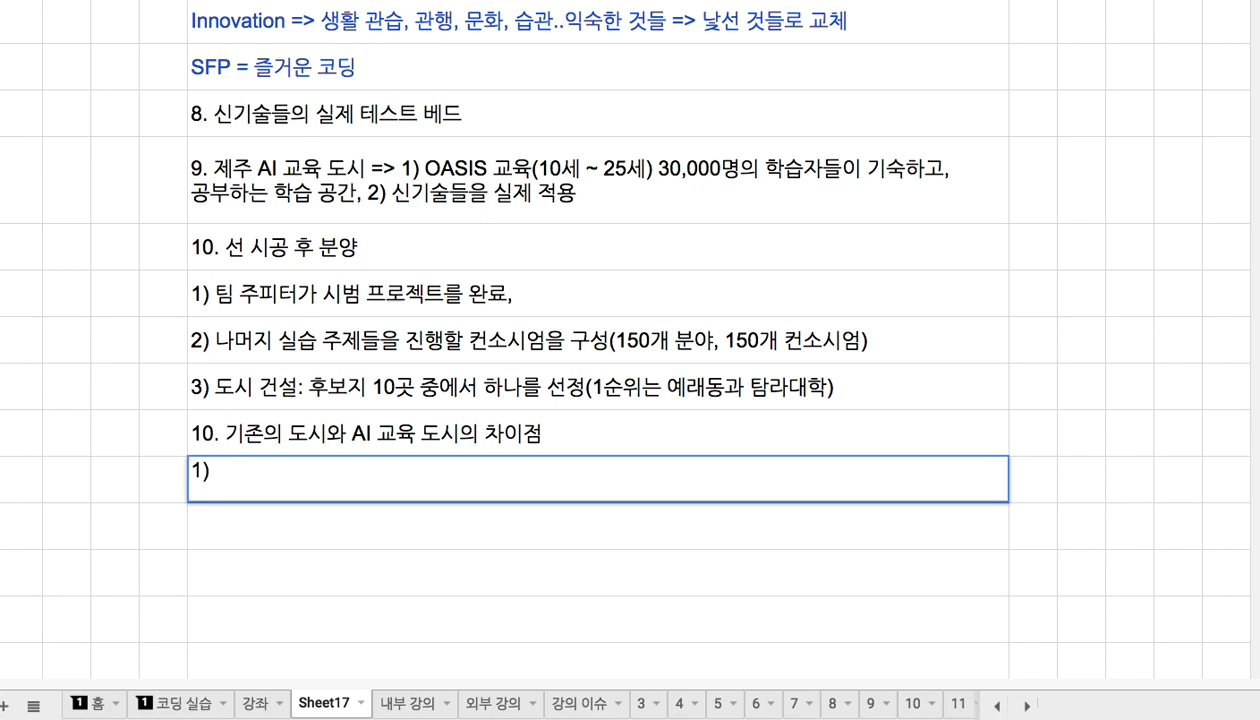 Innovation => 생활 관습, 관행, 문화, 습관..익숙한 것들 => 낯선 것들로 교체
SFP = 즐거운 코딩
8. 신기술들의 실제 테스트 베드
9. 제주 AI 교육 도시 => 1) OASIS 교육(10세 ~ 25세) 30,000명의 학습자들이 기숙하고,
공부하는 학습 공간, 2) 신기술들을 실제 적용
10. 선 시공 후 분양
1) 팀 주피터가 시범 프로젝트를 완료,
2) 나머지 실습 주제들을 진행할 컨소시엄을 구성(150개 분야, 150개 컨소시엄)
3) 도시 건설: 후보지 10곳 중에서 하나를 선정(1순위는 예래동과 탐라대학)
10. 기존의 도시와 AI 교육 도시의 차이점
1)
1 홈 1 코딩 실습 강좌 Sheet17 내부 강의 외부 강의 강의 이슈 3 4 5 6 7 8 9 10 11